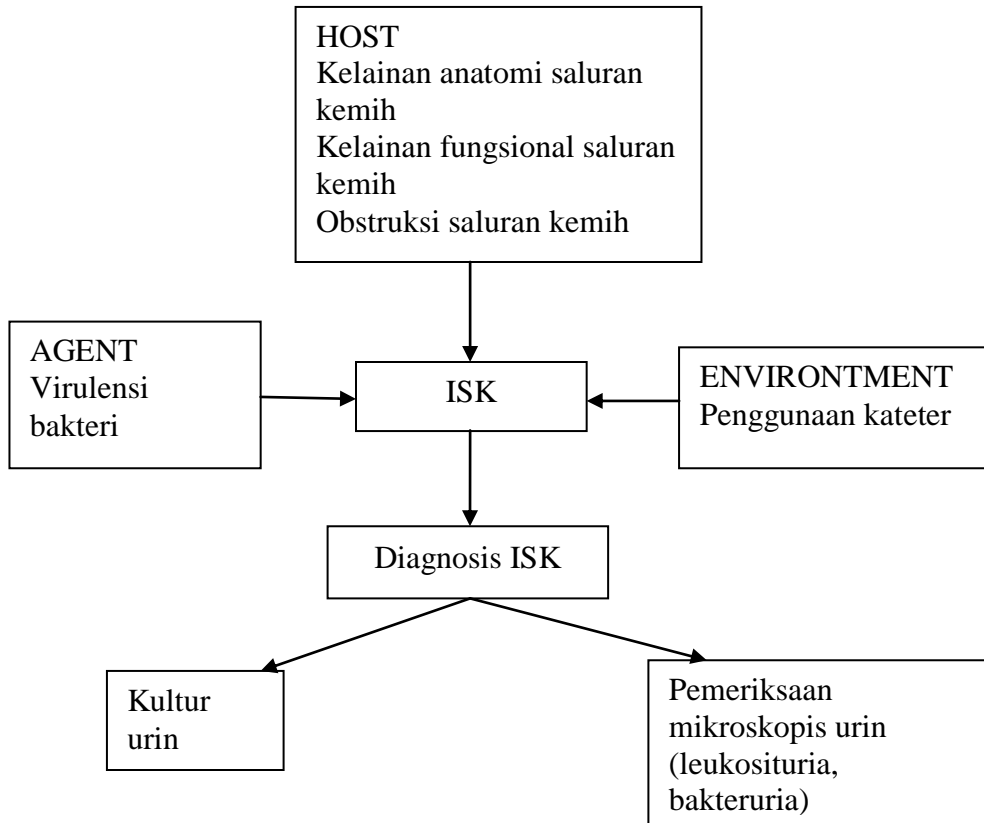 HOST
Kelainan anatomi saluran
kemih
Kelainan fungsional saluran
kemih
Obstruksi saluran kemih
AGENT
Virulensi
bakteri
ISK
ENVIRONTMENT
Penggunaan kateter
Diagnosis ISK
Kultur
urin
Pemeriksaan
mikroskopis urin
(leukosituria,
bakteruria)